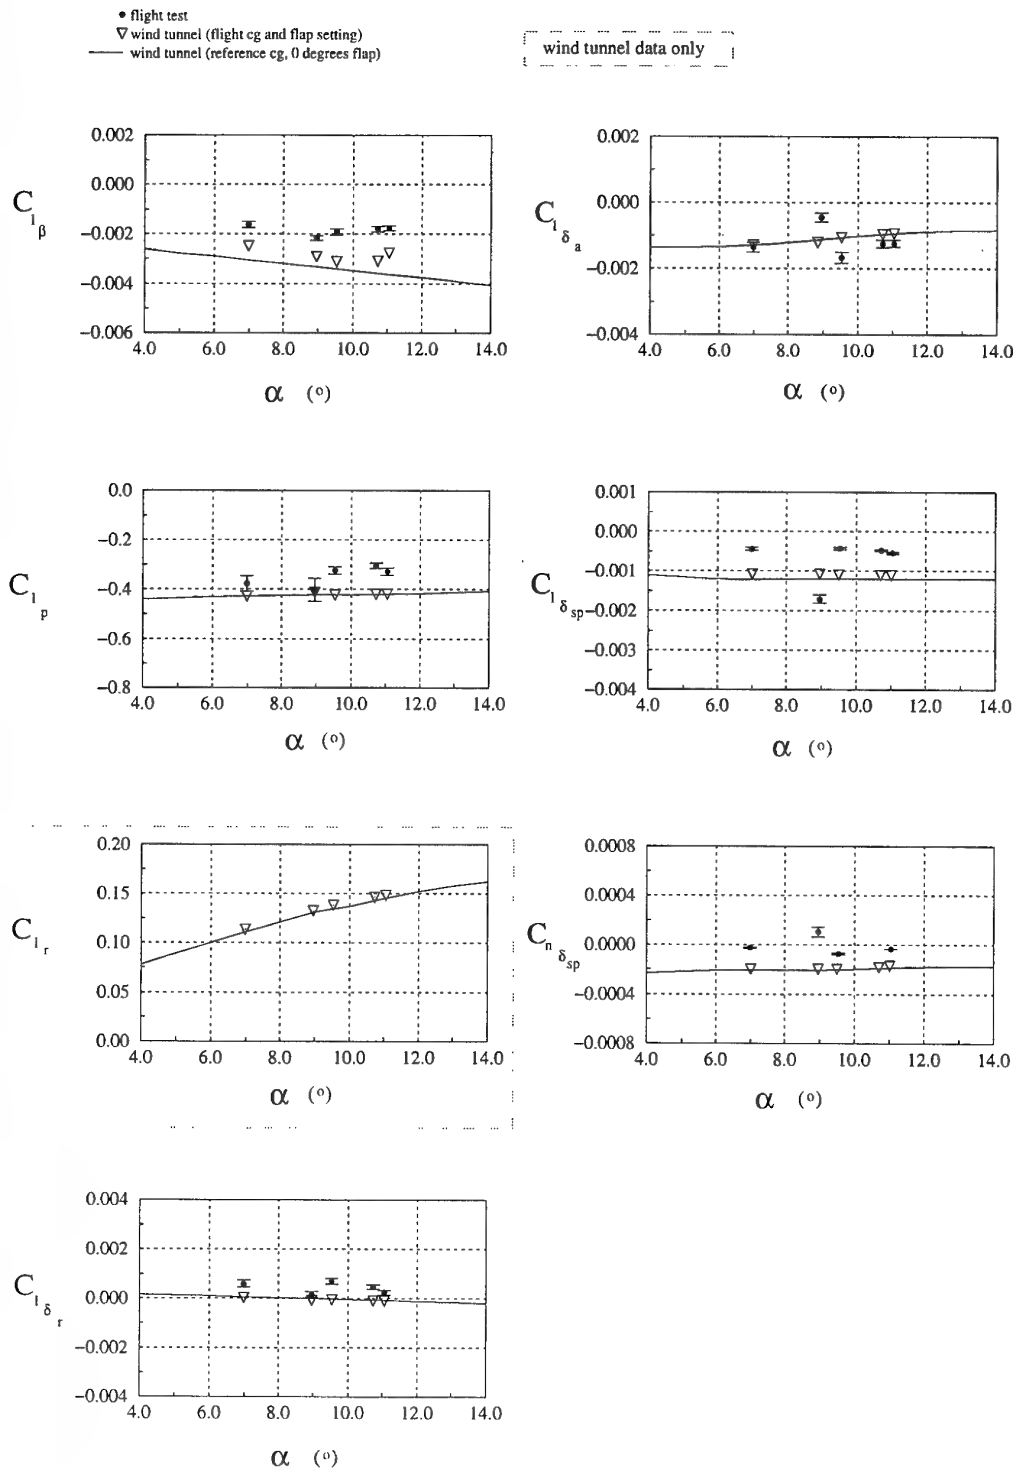 • flight test
▽ wind tunnel (flight cg and flap setting)
— wind tunnel (reference cg, 0 degrees flap)
wind tunnel data only
C l β
0.002
0.000
−0.002
−0.004
−0.006
4.0 6.0 8.0 10.0 12.0 14.0
α (°)
C l δ a
0.002
0.000
−0.002
−0.004
4.0 6.0 8.0 10.0 12.0 14.0
α (°)
C l p
0.0
−0.2
−0.4
−0.6
−0.8
4.0 6.0 8.0 10.0 12.0 14.0
α (°)
C l δ sp
0.001
0.000
−0.001
−0.002
−0.003
−0.004
4.0 6.0 8.0 10.0 12.0 14.0
α (°)
C l r
0.20
0.15
0.10
0.05
0.00
4.0 6.0 8.0 10.0 12.0 14.0
α (°)
C n δ sp
0.0008
0.0004
0.0000
−0.0004
−0.0008
4.0 6.0 8.0 10.0 12.0 14.0
α (°)
C l δ r
0.004
0.002
0.000
−0.002
−0.004
4.0 6.0 8.0 10.0 12.0 14.0
α (°)